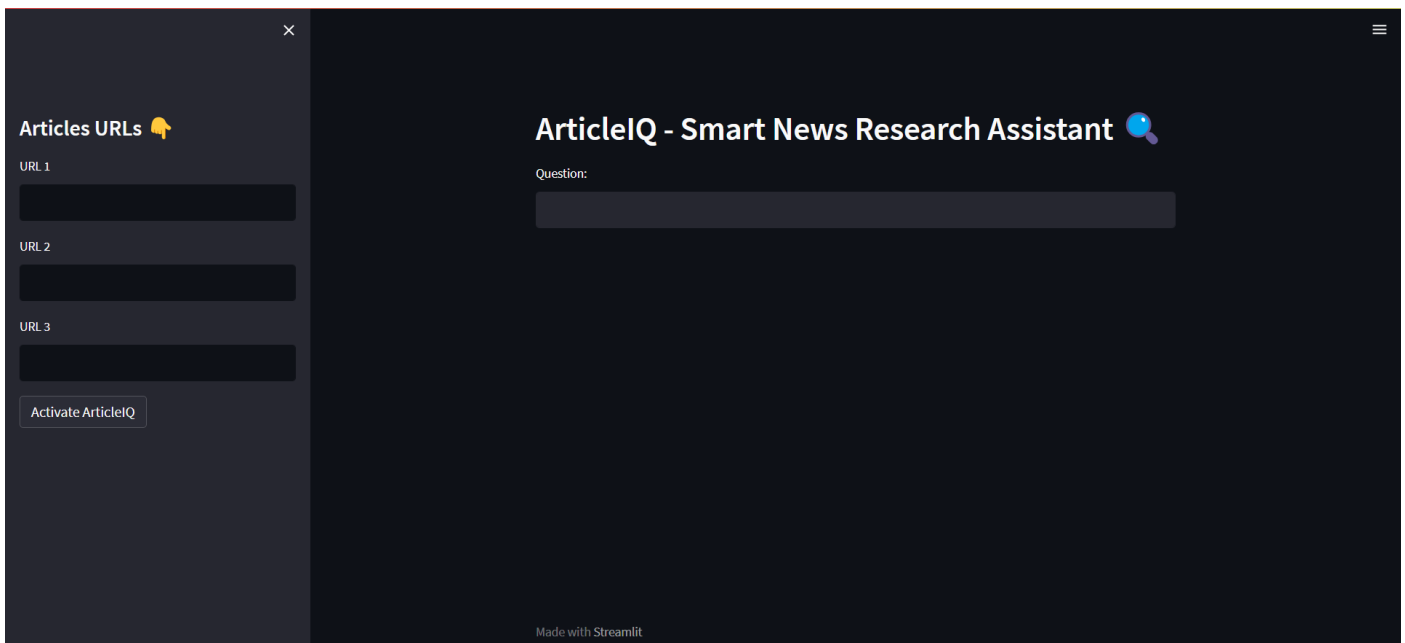 Articles URLs 👇
URL 1
URL 2
URL 3
Activate ArticleIQ
ArticleIQ - Smart News Research Assistant 🔍
Question:
Made with Streamlit